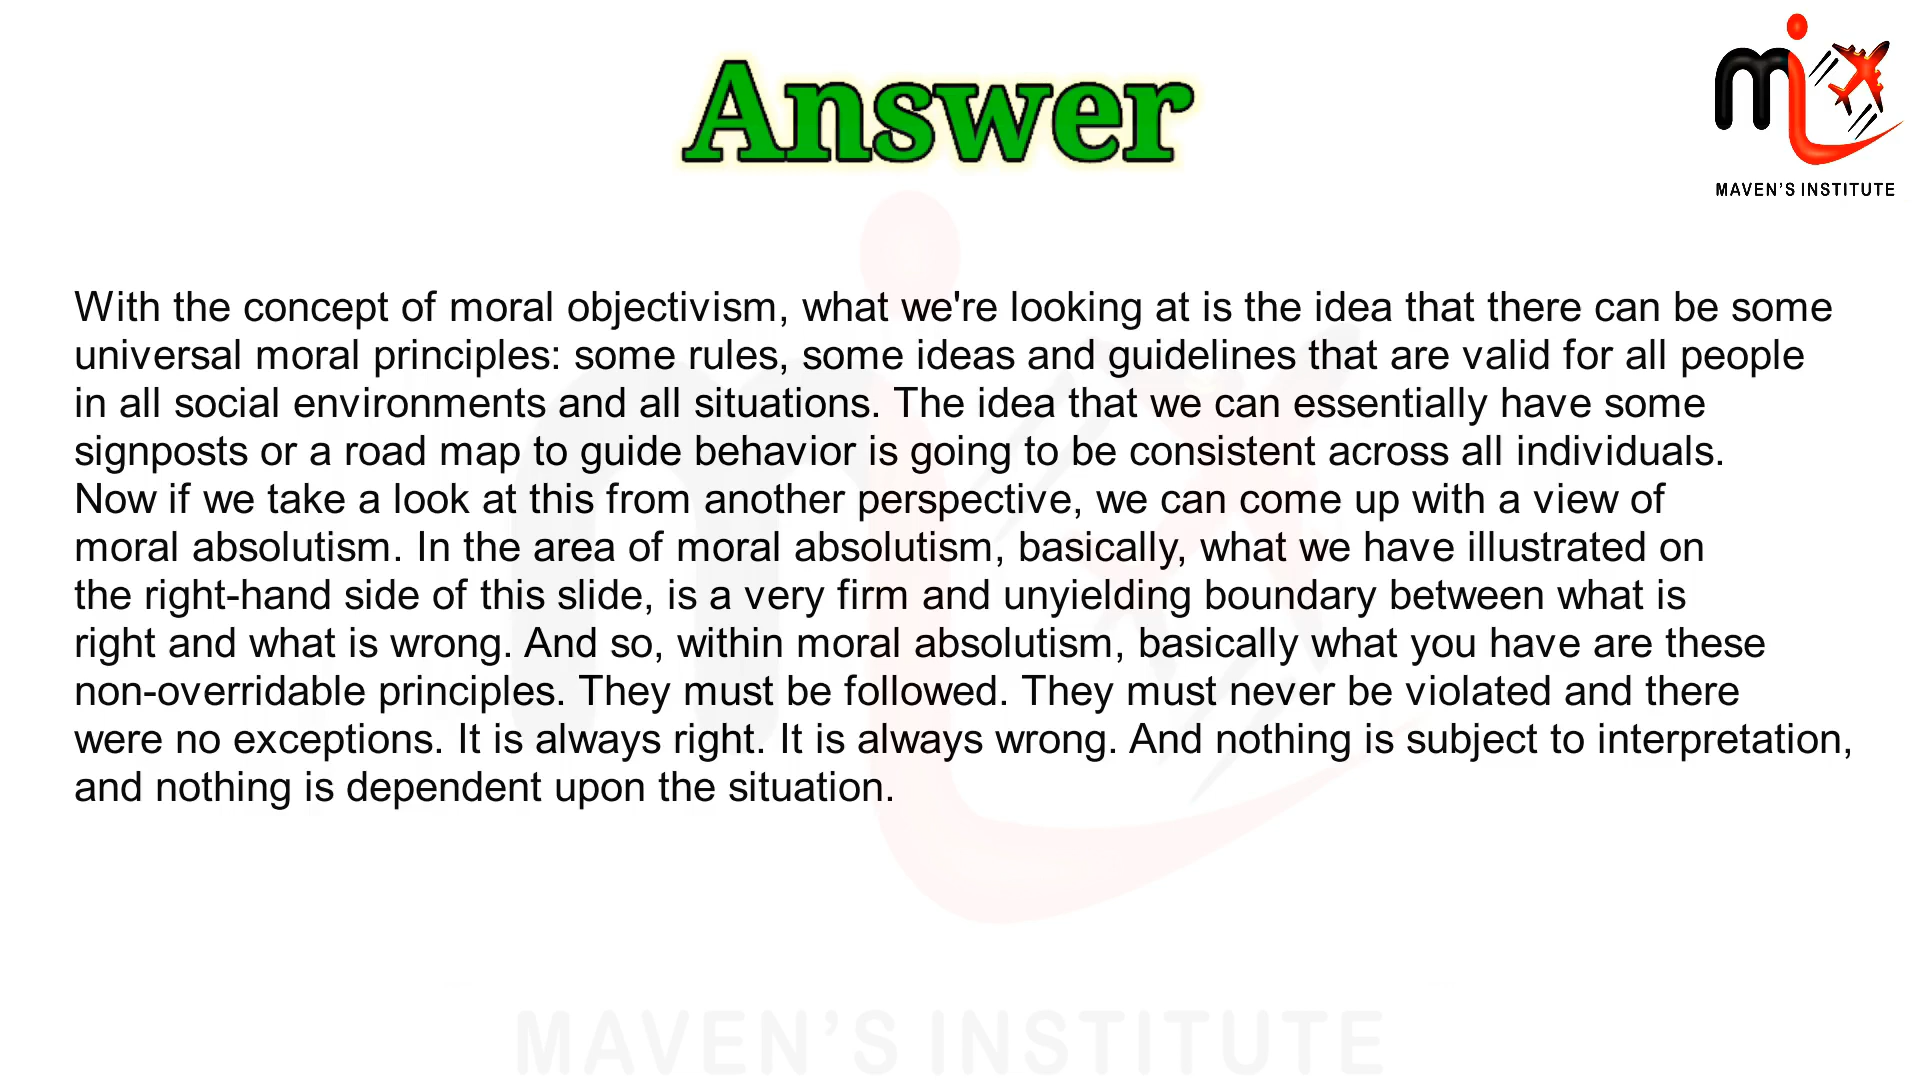 Answer
MAVEN'S INSTITUTE
With the concept of moral objectivism, what we're looking at is the idea that there can be some
universal moral principles: some rules, some ideas and guidelines that are valid for all people
in all social environments and all situations. The idea that we can essentially have some
signposts or a road map to guide behavior is going to be consistent across all individuals.
Now if we take a look at this from another perspective, we can come up with a view of
moral absolutism. In the area of moral absolutism, basically, what we have illustrated on
the right-hand side of this slide, is a very firm and unyielding boundary between what is
right and what is wrong. And so, within moral absolutism, basically what you have are these
non-overridable principles. They must be followed. They must never be violated and there
were no exceptions. It is always right. It is always wrong. And nothing is subject to interpretation,
and nothing is dependent upon the situation.
MAVEN'S INSTITUTE